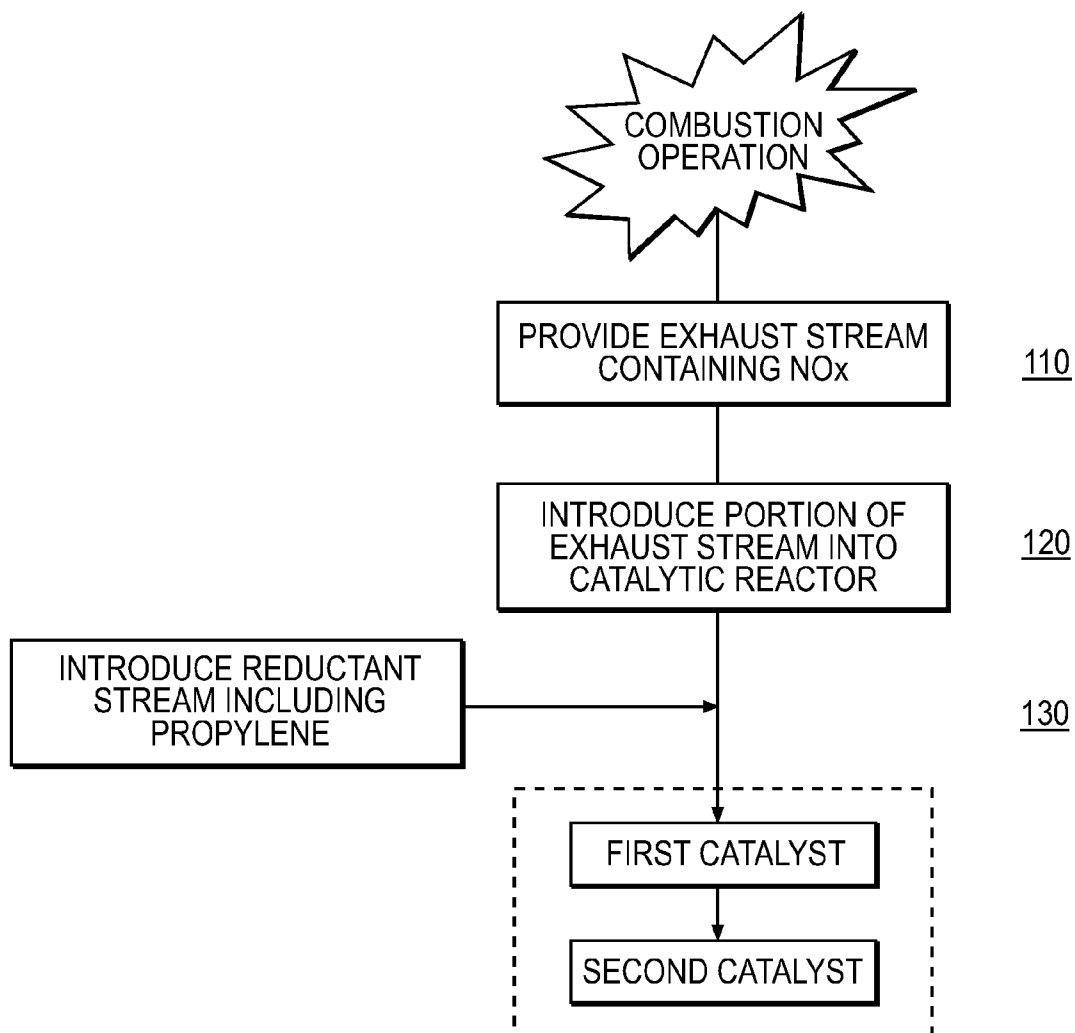 COMBUSTION
OPERATION
PROVIDE EXHAUST STREAM
CONTAINING NOx
110
INTRODUCE PORTION OF
EXHAUST STREAM INTO
CATALYTIC REACTOR
120
INTRODUCE REDUCTANT
STREAM INCLUDING
PROPYLENE
130
FIRST CATALYST
SECOND CATALYST